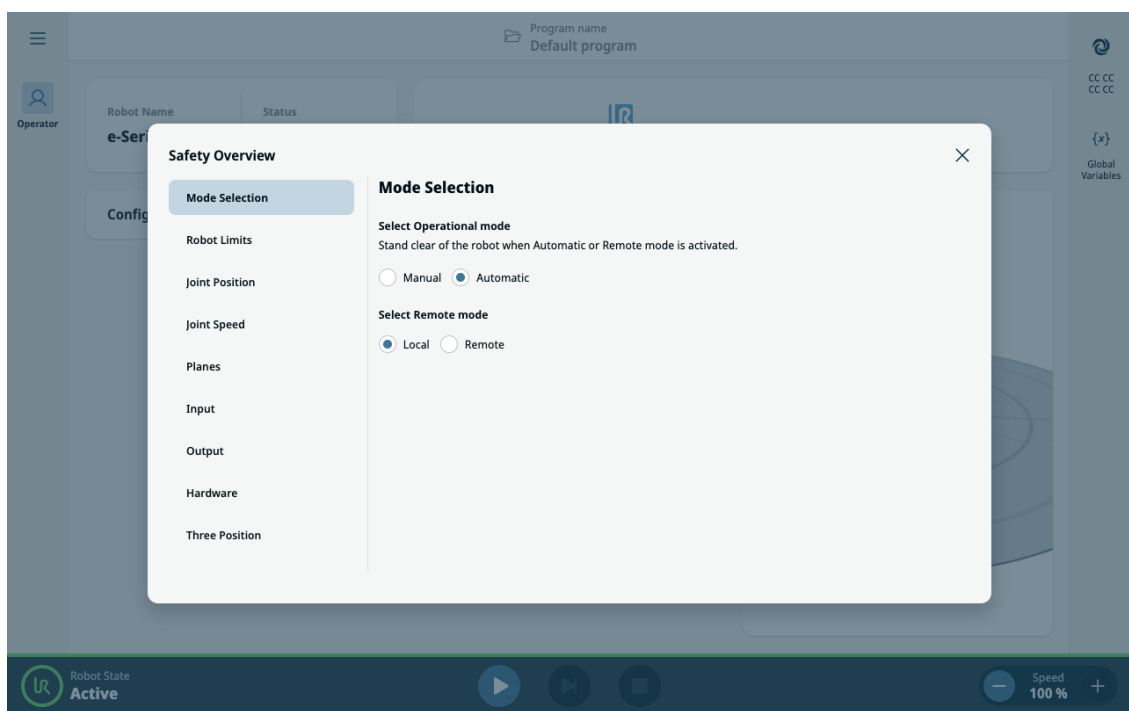 Program name
Default program
Operator
Robot Name
Status
e-Seri
Config
CC CC
CC CC
{x}
Global
Variables
Safety Overview
Mode Selection
Robot Limits
Joint Position
Joint Speed
Planes
Input
Output
Hardware
Three Position
Mode Selection
Select Operational mode
Stand clear of the robot when Automatic or Remote mode is activated.
Manual Automatic
Select Remote mode
Local Remote
Robot State
Active
Speed
100 %